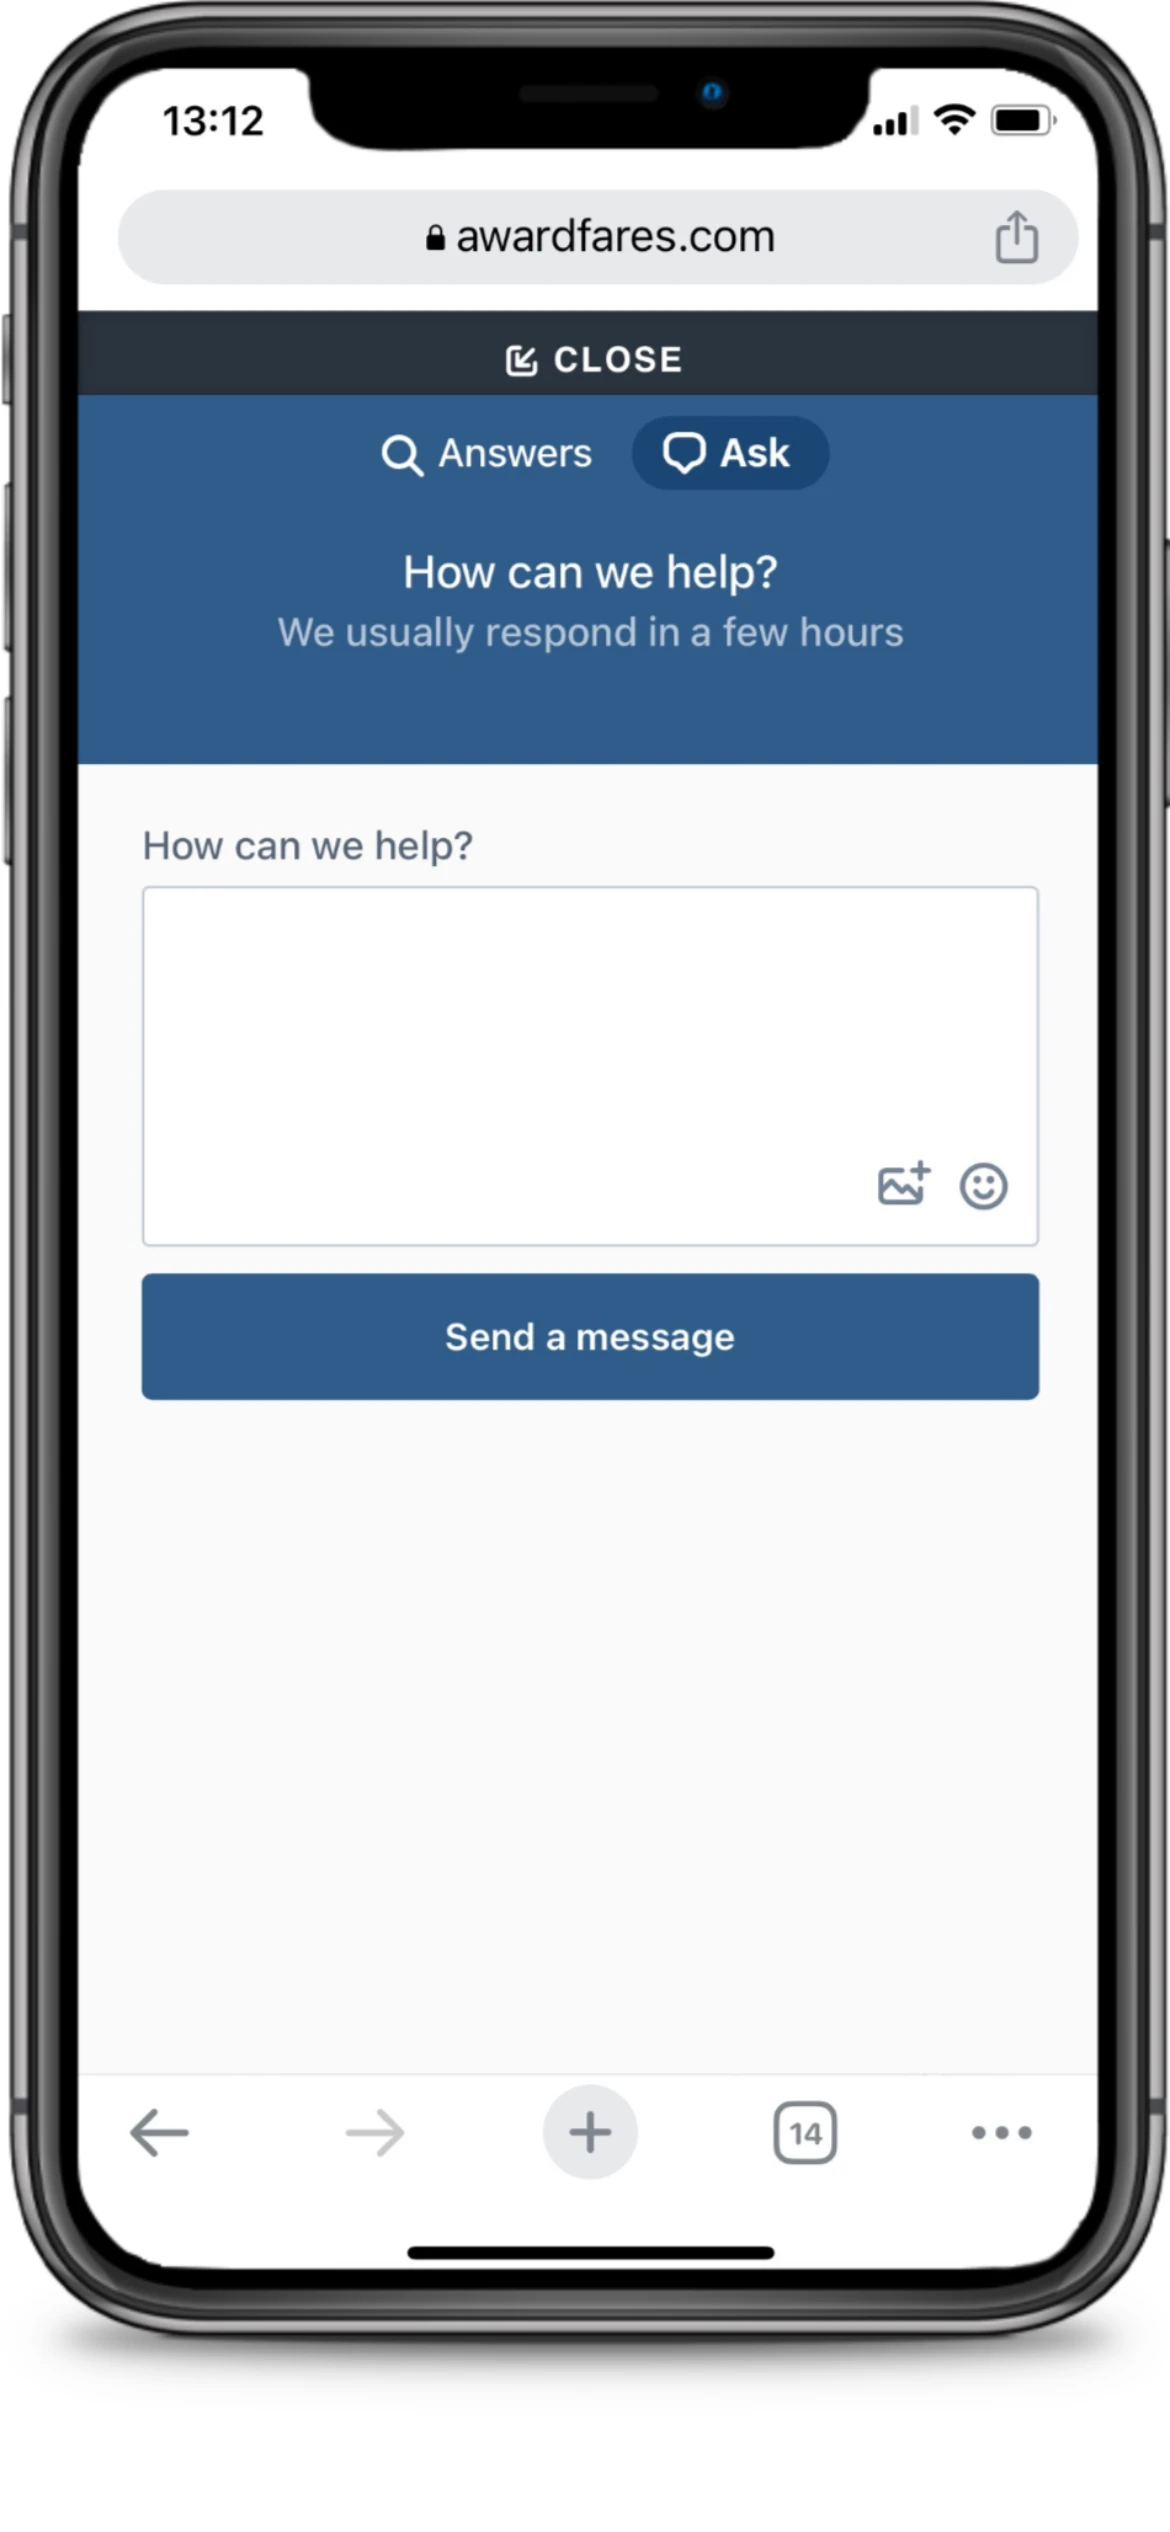 13:12
awardfares.com
CLOSE
Answers
Ask
How can we help?
We usually respond in a few hours
How can we help?
Send a message
14